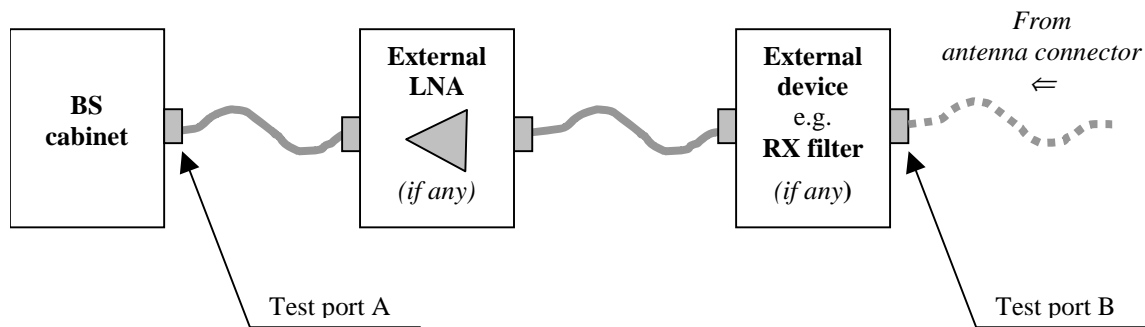 BS
cabinet
External
LNA
(if any)
External
device
e.g.
RX filter
(if any)
From
antenna connector
⇐
Test port A
Test port B